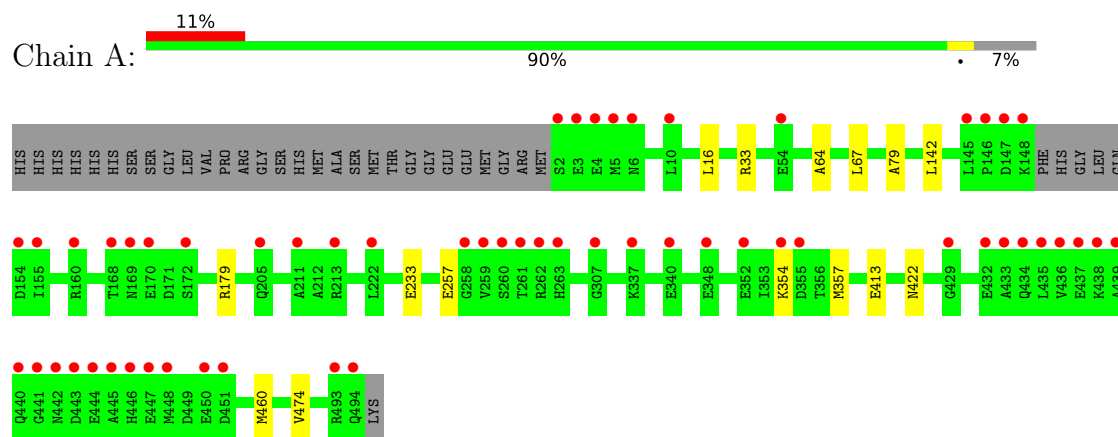 11%
Chain A:
90% • 7%
HIS HIS HIS HIS HIS HIS SER SER GLY LEU VAL PRO ARG GLY SER HIS MET ALA SER MET THR GLY GLY GLU GLU MET GLY ARG MET S2 E3 E4 M5 N6 L10 L16 R33 E54 A64 L67 A79 L142 L145 P146 D147 K148 PHE HIS GLY LEU GLN
D154 I155 R160 T168 N169 E170 D171 S172 R179 Q205 A211 A212 R213 L222 E233 E257 G258 V259 S260 T261 R262 H263 G307 K337 E340 E348 E352 I353 K354 D355 T356 M357 E413 N422 G429 E432 A433 Q434 L435 V436 E437 K438 A439
Q440 G441 N442 D443 E444 A445 H446 E447 M448 D449 E450 D451 M460 V474 R493 Q494 LYS